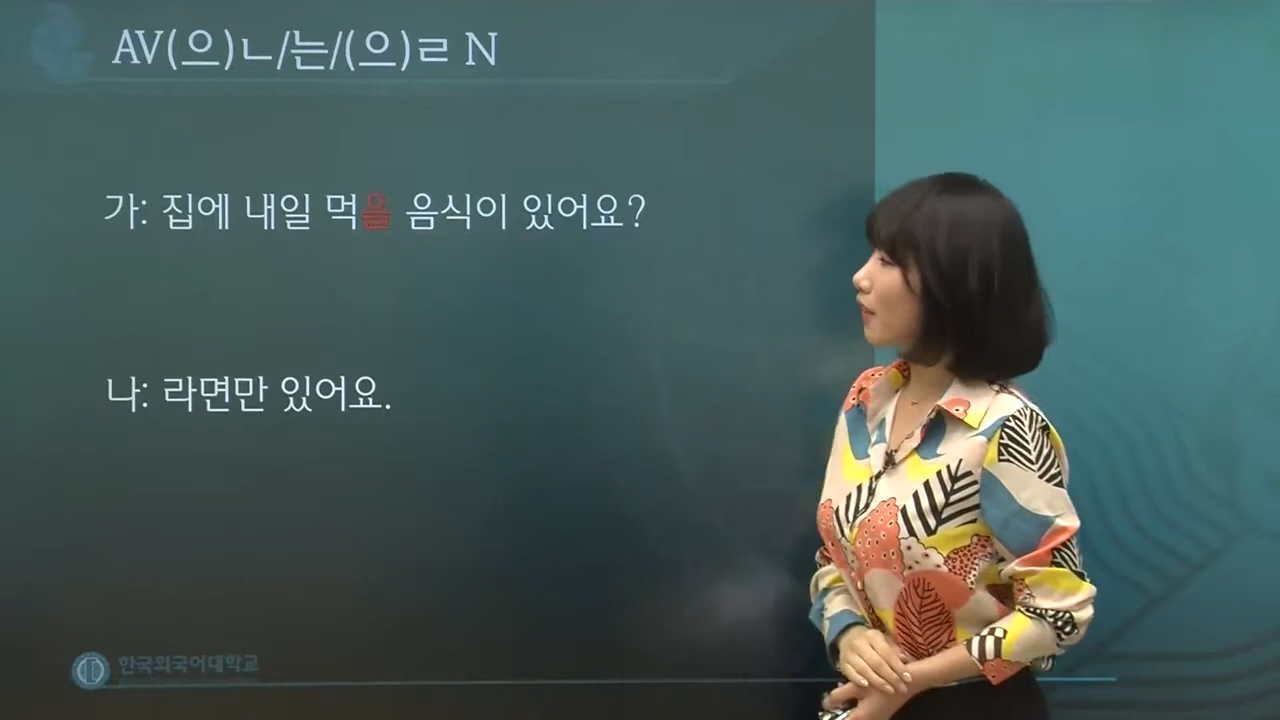 AV(으)ㄴ/는/(으)ㄹ N
가: 집에 내일 먹을 음식이 있어요?
나: 라면만 있어요.
한국외국어대학교